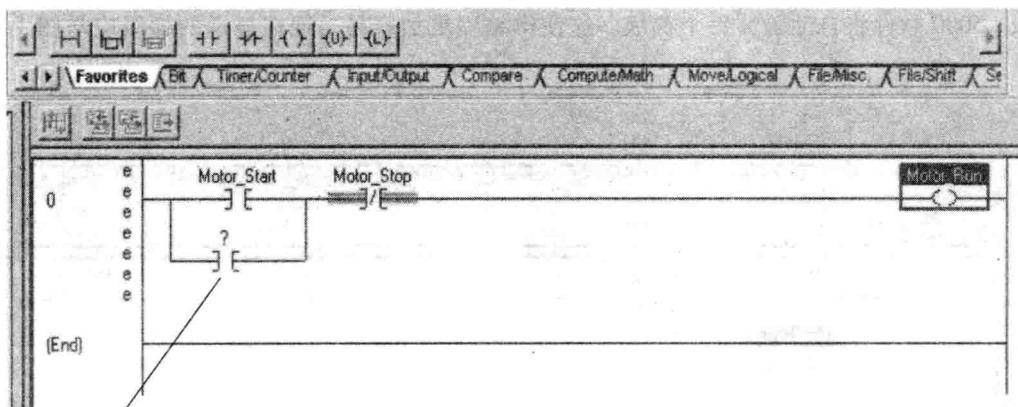 Favorites Bit Timer/Counter Input/Output Compare Compute/Math Move/Logical File/Misc. File/Shift Se
Motor_Start Motor_Stop Motor_Run
0
e
e
e
e
e
e
e
?
(End)